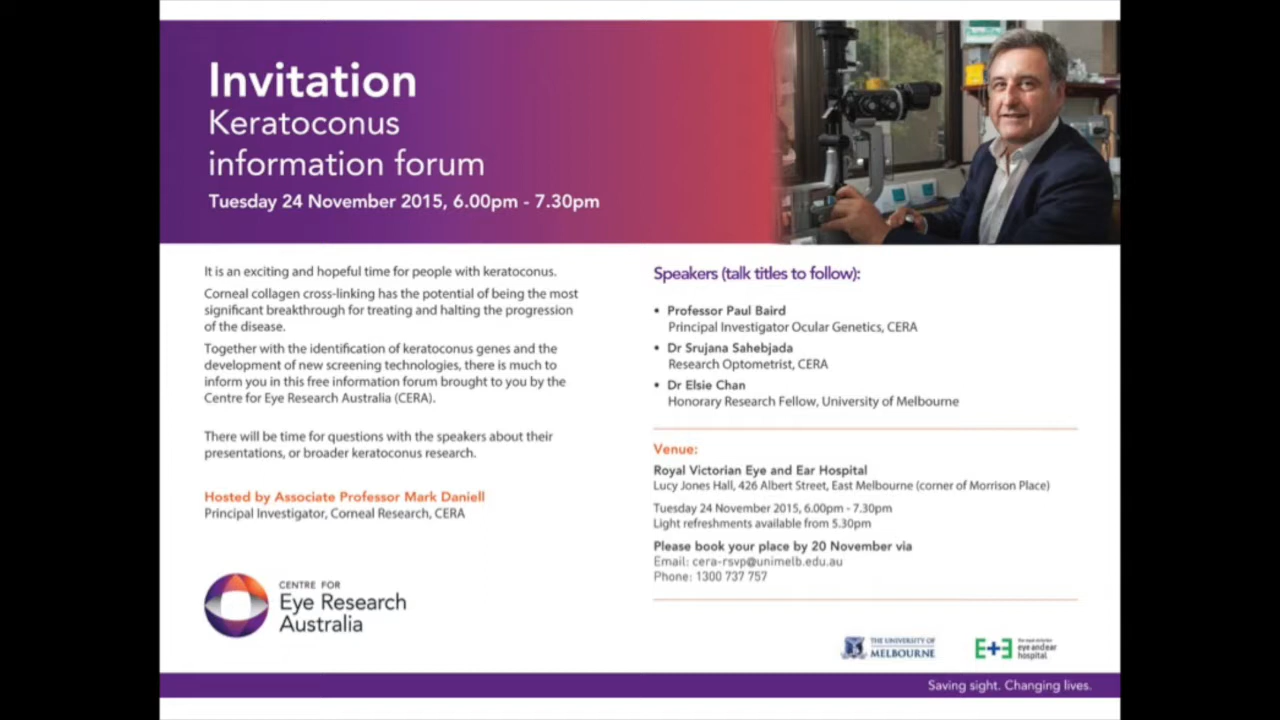 Invitation
Keratoconus
information forum
Tuesday 24 November 2015, 6.00pm - 7.30pm
It is an exciting and hopeful time for people with keratoconus.
Corneal collagen cross-linking has the potential of being the most
significant breakthrough for treating and halting the progression
of the disease.
Together with the identification of keratoconus genes and the
development of new screening technologies, there is much to
inform you in this free information forum brought to you by the
Centre for Eye Research Australia (CERA).
There will be time for questions with the speakers about their
presentations, or broader keratoconus research.
Hosted by Associate Professor Mark Daniell
Principal Investigator, Corneal Research, CERA
CENTRE FOR
Eye Research
Australia
Speakers (talk titles to follow):
• Professor Paul Baird
Principal Investigator Ocular Genetics, CERA
• Dr Srujana Sahebjada
Research Optometrist, CERA
• Dr Elsie Chan
Honorary Research Fellow, University of Melbourne
Venue:
Royal Victorian Eye and Ear Hospital
Lucy Jones Hall, 426 Albert Street, East Melbourne (corner of Morrison Place)
Tuesday 24 November 2015, 6.00pm - 7.30pm
Light refreshments available from 5.30pm
Please book your place by 20 November via
Email: cera-rsvp@unimelb.edu.au
Phone: 1300 737 757
THE UNIVERSITY OF
MELBOURNE
the royal victorian
eye and ear
hospital
Saving sight. Changing lives.